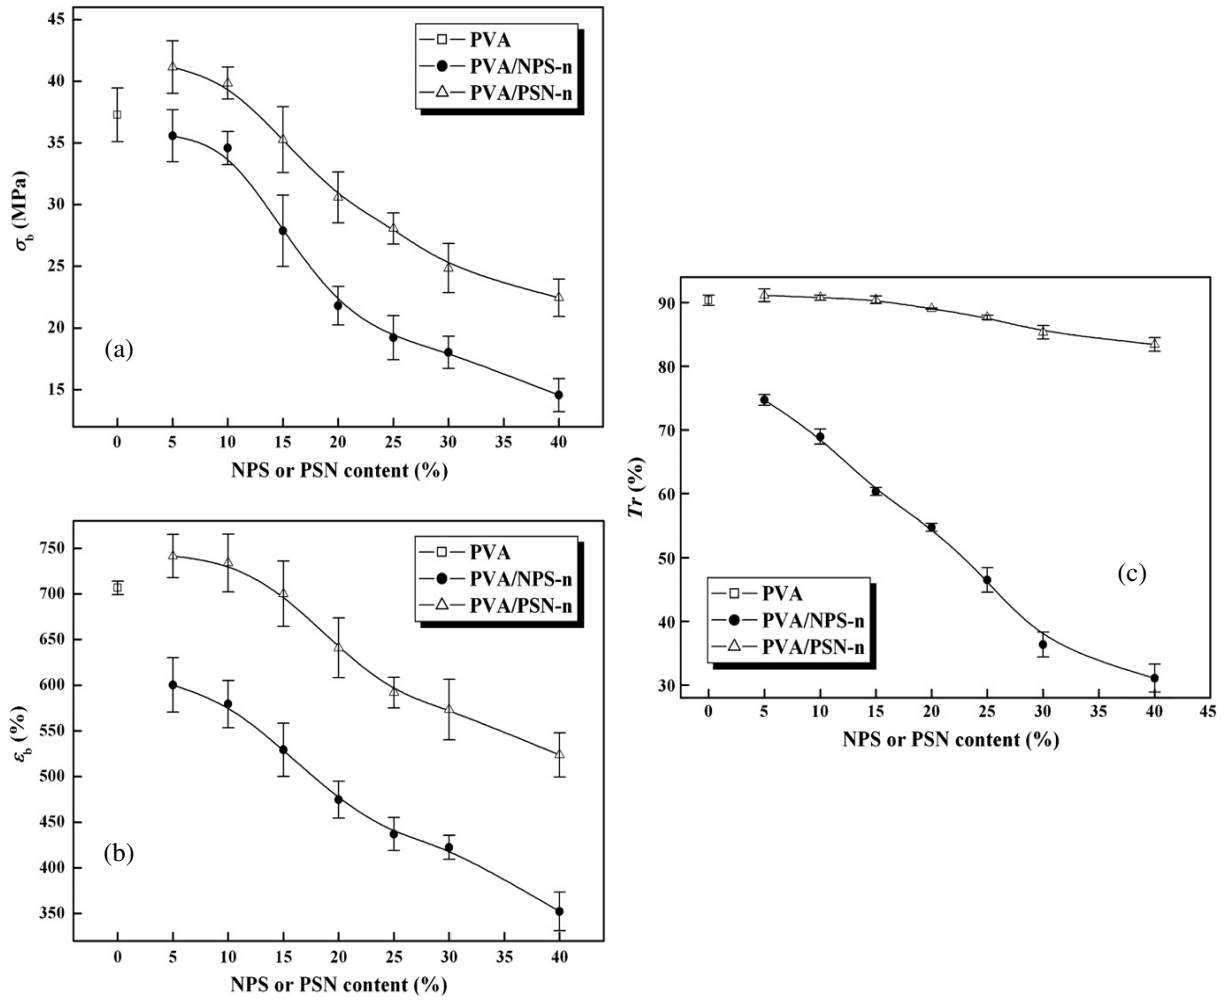 45
40
35
30
25
20
15
σb (MPa)
PVA
PVA/NPS-n
PVA/PSN-n
(a)
0 5 10 15 20 25 30 35 40
NPS or PSN content (%)
750
700
650
600
550
500
450
400
350
εb (%)
PVA
PVA/NPS-n
PVA/PSN-n
(b)
0 5 10 15 20 25 30 35 40
NPS or PSN content (%)
90
80
70
60
50
40
30
Tr (%)
(c)
PVA
PVA/NPS-n
PVA/PSN-n
0 5 10 15 20 25 30 35 40 45
NPS or PSN content (%)